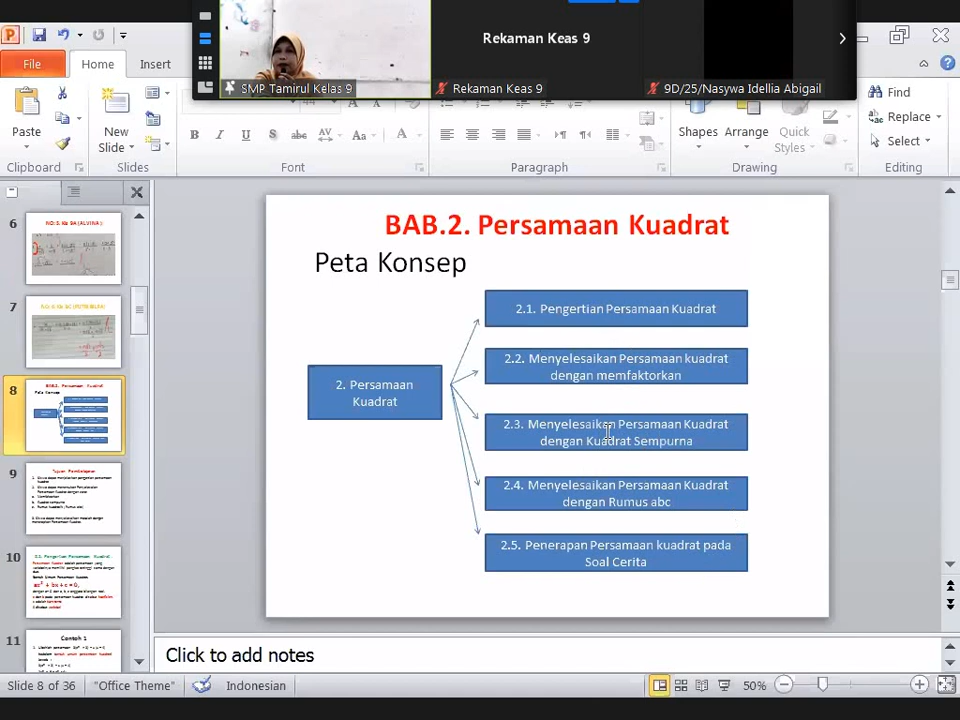 Rekaman Keas 9
SMP Tamirul Kelas 9
Rekaman Keas 9
9D/25/Nasywa Idellia Abigail
File
Home
Insert
Paste
New
Slide
Shapes
Arrange
Quick
Styles
Find
Replace
Select
Clipboard
Slides
Font
Paragraph
Drawing
Editing
6
7
8
9
10
11
Contoh 1
BAB.2. Persamaan Kuadrat
Peta Konsep
2. Persamaan
Kuadrat
2.1. Pengertian Persamaan Kuadrat
2.2. Menyelesaikan Persamaan kuadrat
dengan memfaktorkan
2.3. Menyelesaikan Persamaan Kuadrat
dengan Kuadrat Sempurna
2.4. Menyelesaikan Persamaan Kuadrat
dengan Rumus abc
2.5. Penerapan Persamaan kuadrat pada
Soal Cerita
Click to add notes
Slide 8 of 36
"Office Theme"
Indonesian
50%